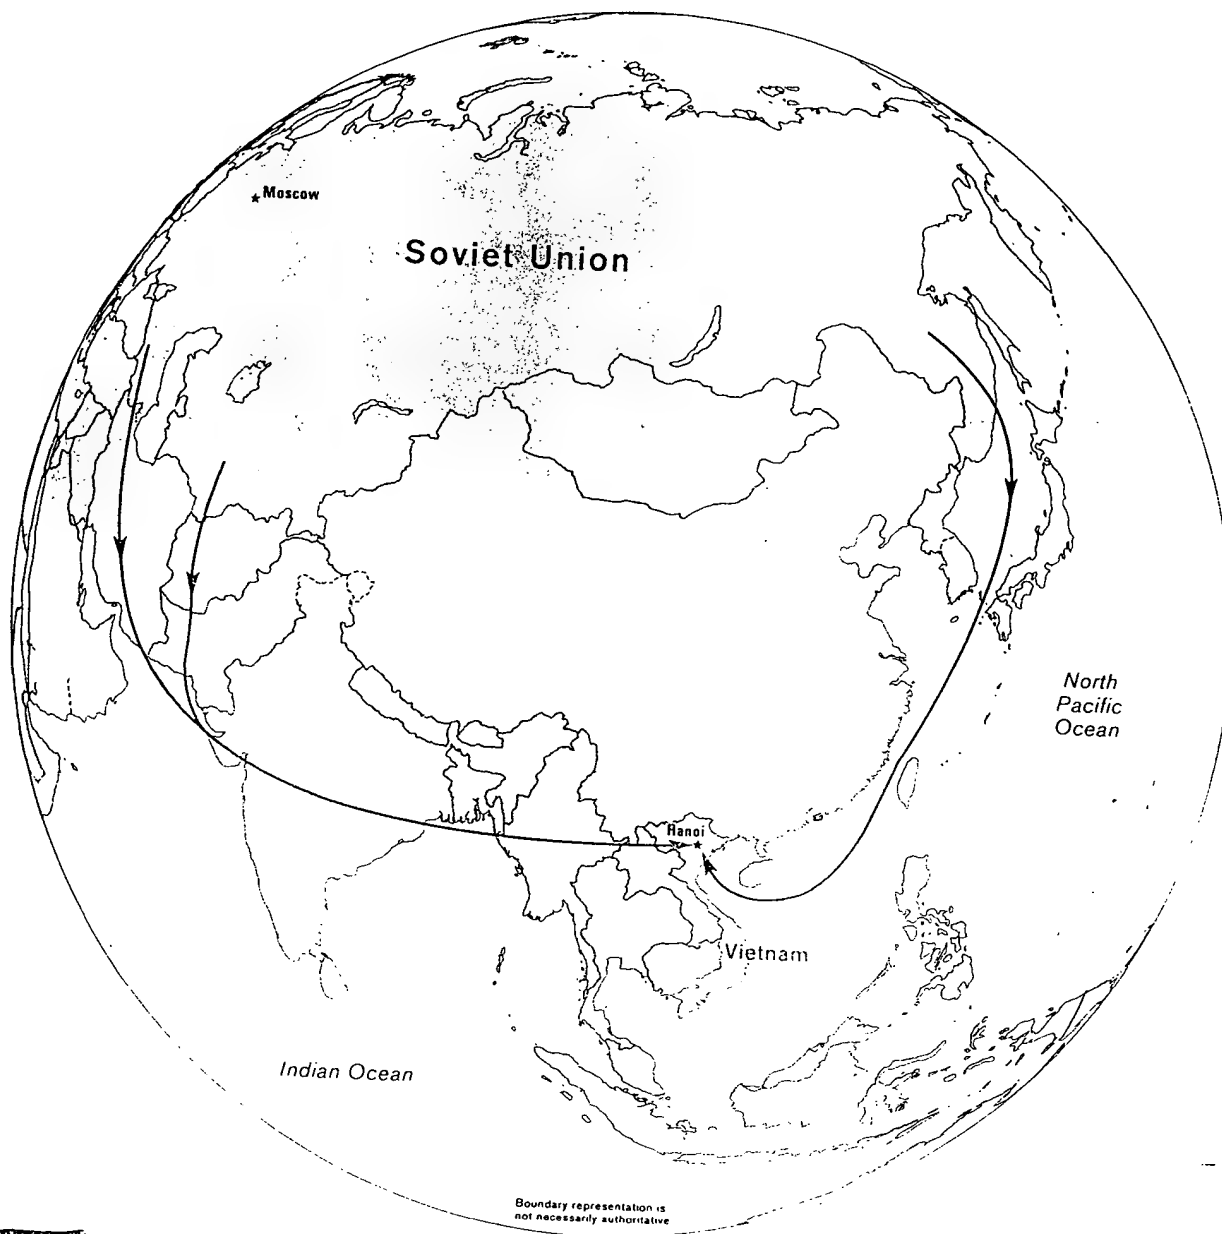 Moscow
Soviet Union
North
Pacific
Ocean
Hanoi
Vietnam
Indian Ocean
Boundary representation is
not necessarily authoritative